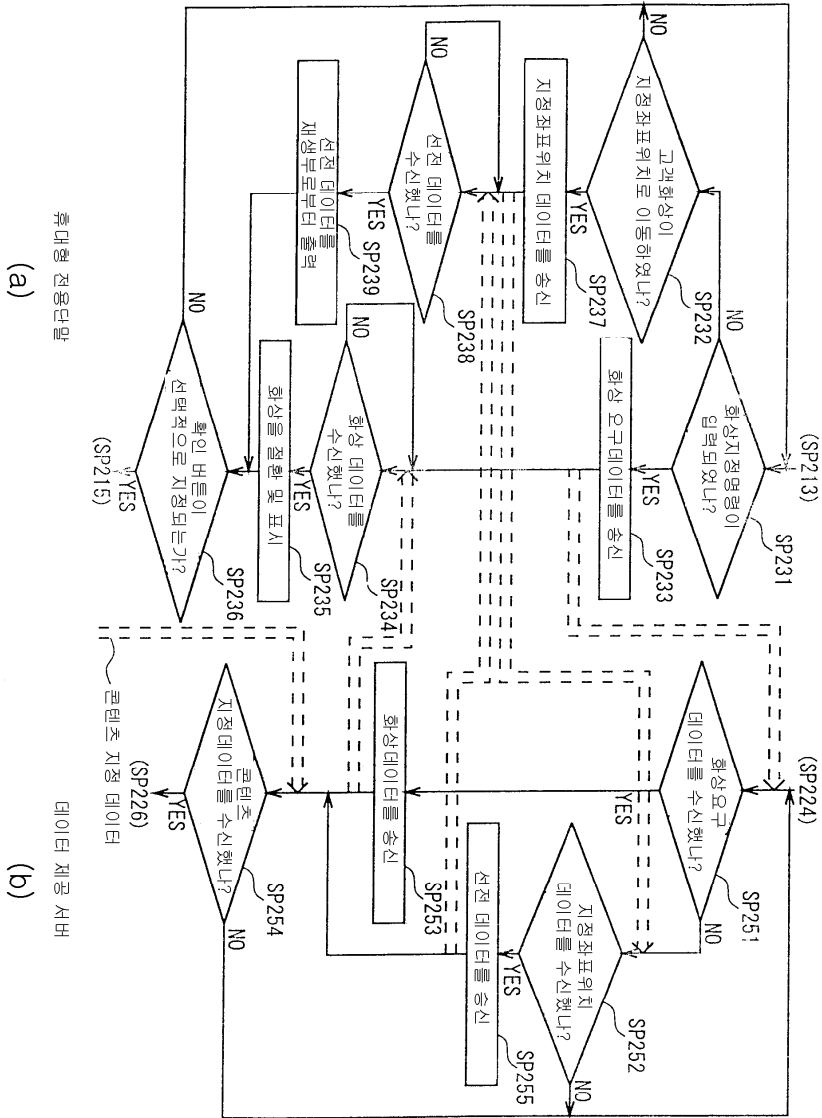 (SP213)
화상지정명령이
입력되었나?
SP231
NO
YES
고객화상이
지정좌표위치로 이동하였나?
SP232
NO
YES
화상 요구데이터를 송신
SP233
지정좌표위치 데이터를 송신
SP237
선전 데이터를
수신했나?
SP238
NO
YES
선전 데이터를
재생부로부터 출력
SP239
화상 데이터를
수신했나?
SP234
NO
YES
화상을 절환 및 표시
SP235
확인 버튼이
선택적으로 지정되는가?
SP236
NO
YES
(SP215)
휴대형 전용단말
(a)
(SP224)
화상요구
데이터를 수신했나?
SP251
NO
YES
지정좌표위치
데이터를 수신했나?
SP252
NO
YES
선전 데이터를 송신
SP255
화상데이터를 송신
SP253
콘텐츠
지정데이터를 수신했나?
SP254
NO
YES
(SP226)
콘텐츠 지정 데이터
데이터 제공 서버
(b)